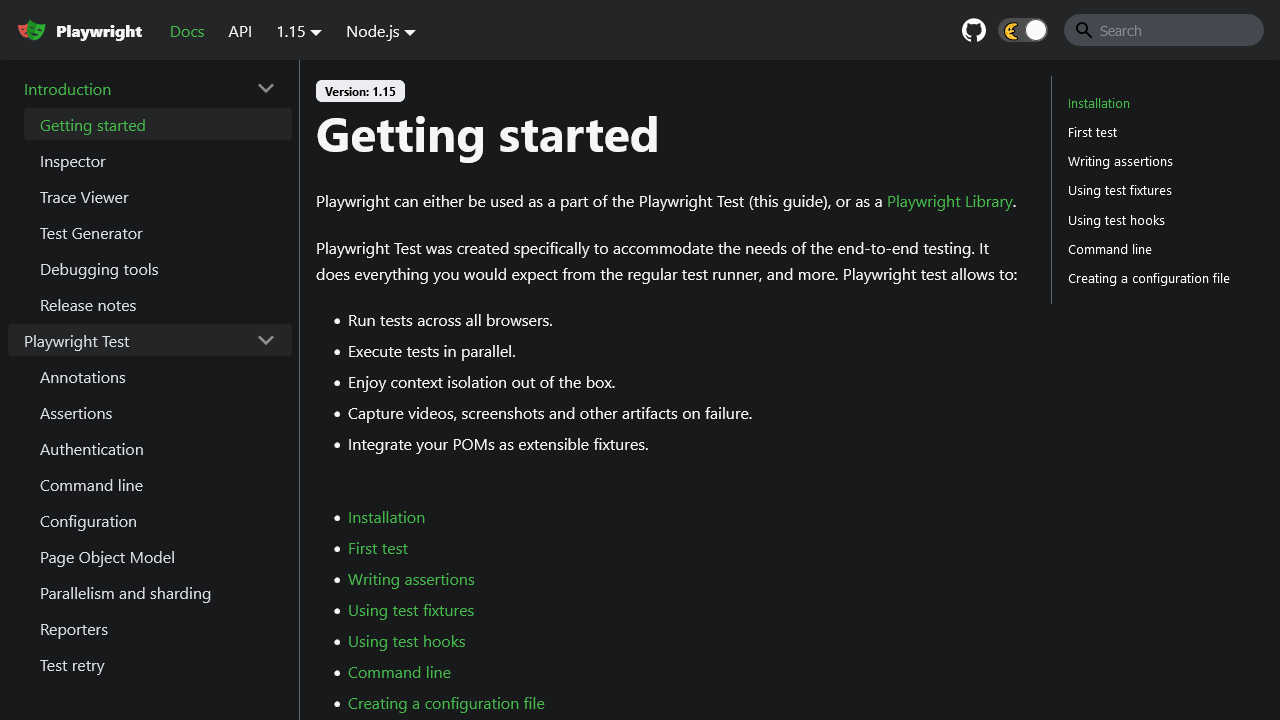 Playwright
Docs
API
1.15
Node.js
Search
Introduction
Getting started
Inspector
Trace Viewer
Test Generator
Debugging tools
Release notes
Playwright Test
Annotations
Assertions
Authentication
Command line
Configuration
Page Object Model
Parallelism and sharding
Reporters
Test retry
Version: 1.15
Getting started
Playwright can either be used as a part of the Playwright Test (this guide), or as a Playwright Library.
Playwright Test was created specifically to accommodate the needs of the end-to-end testing. It
does everything you would expect from the regular test runner, and more. Playwright test allows to:
• Run tests across all browsers.
• Execute tests in parallel.
• Enjoy context isolation out of the box.
• Capture videos, screenshots and other artifacts on failure.
• Integrate your POMs as extensible fixtures.
• Installation
• First test
• Writing assertions
• Using test fixtures
• Using test hooks
• Command line
• Creating a configuration file
Installation
First test
Writing assertions
Using test fixtures
Using test hooks
Command line
Creating a configuration file